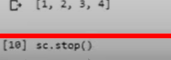 [1, 2, 3, 4]
[10] sc.stop()